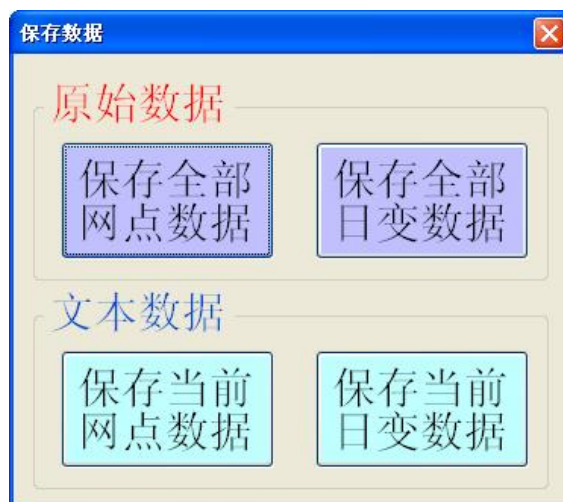 保存数据
原始数据
保存全部 保存全部
网点数据 日变数据
文本数据
保存当前 保存当前
网点数据 日变数据